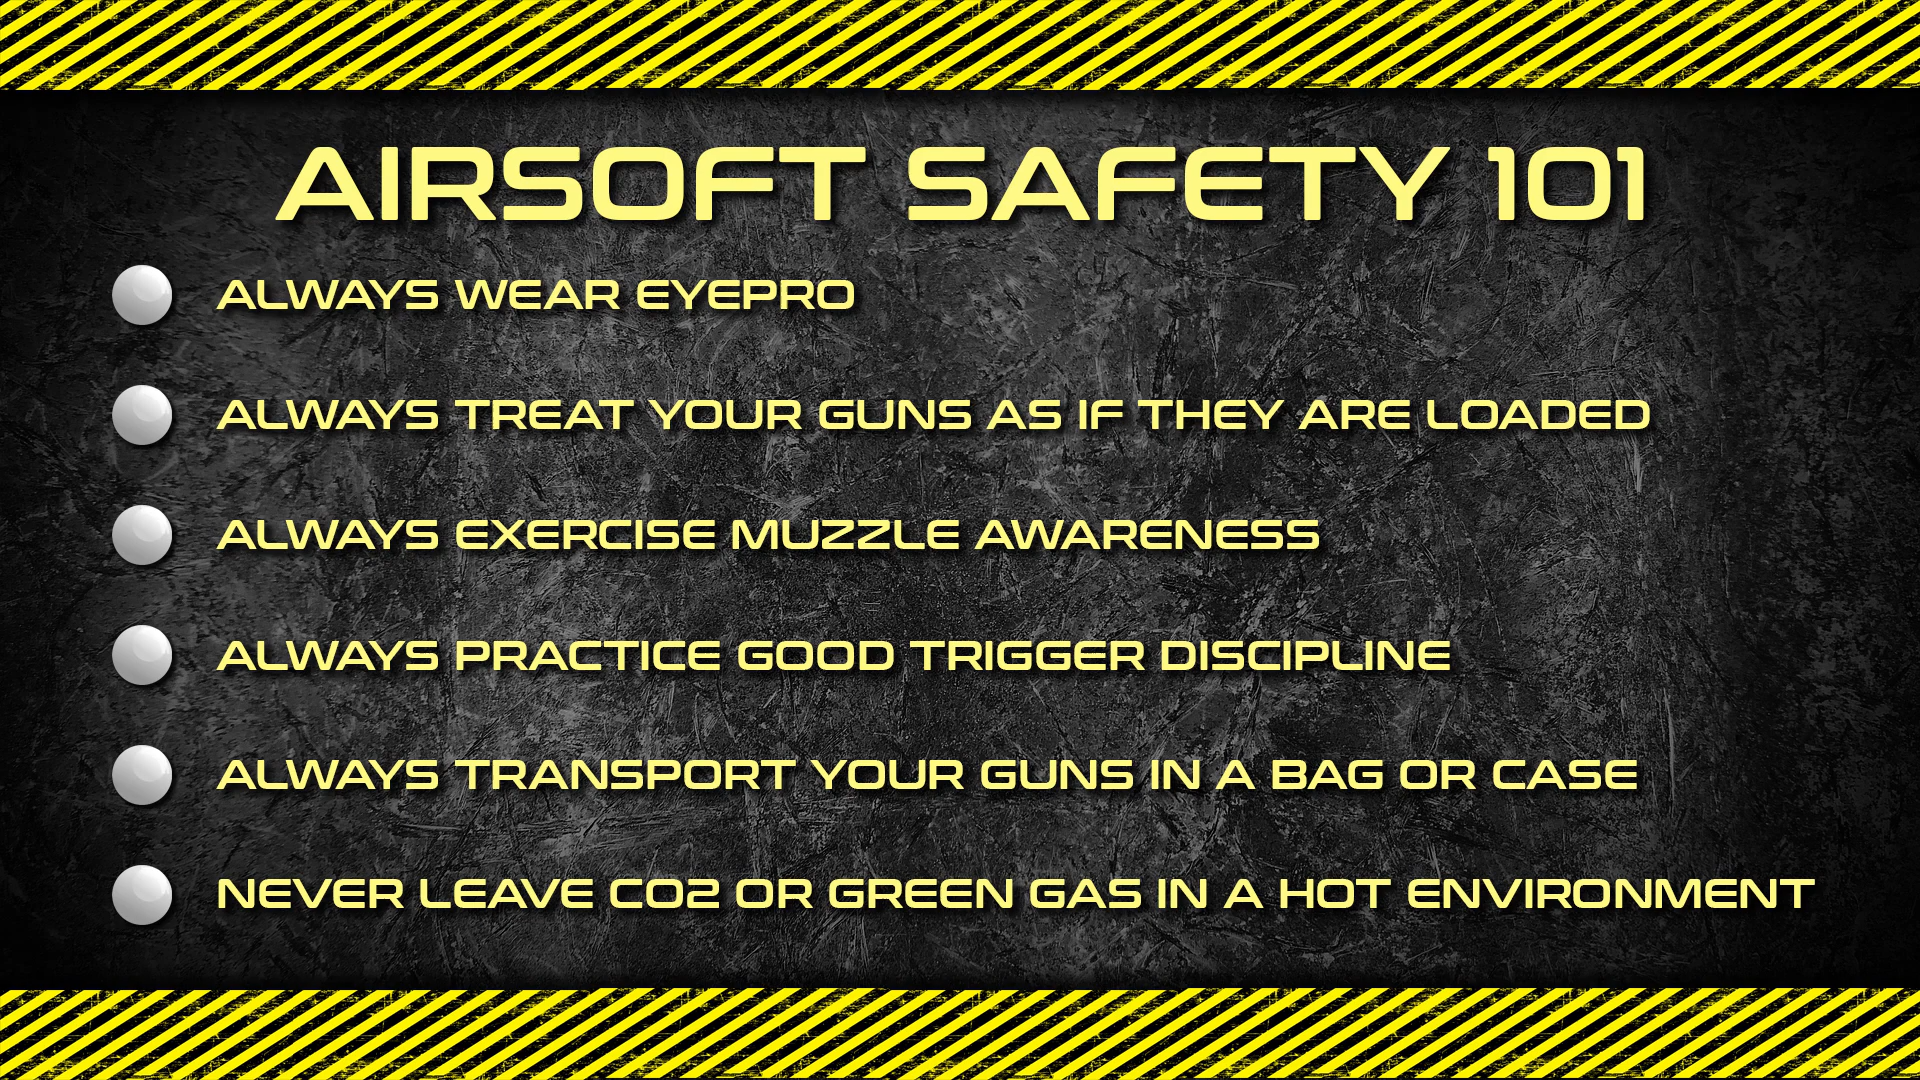 AIRSOFT SAFETY 101
ALWAYS WEAR EYEPRO
ALWAYS TREAT YOUR GUNS AS IF THEY ARE LOADED
ALWAYS EXERCISE MUZZLE AWARENESS
ALWAYS PRACTICE GOOD TRIGGER DISCIPLINE
ALWAYS TRANSPORT YOUR GUNS IN A BAG OR CASE
NEVER LEAVE CO2 OR GREEN GAS IN A HOT ENVIRONMENT